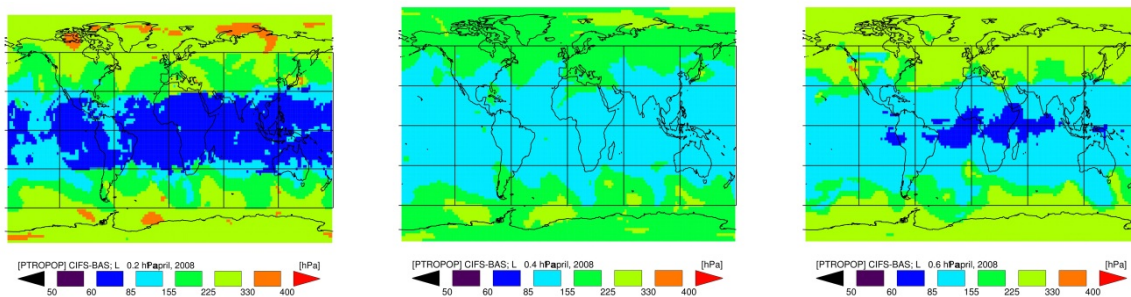 [PTROPOP] CIFS-BAS; L 0.2 hPapril, 2008 [hPa]
50 60 85 155 225 330 400
[PTROPOP] CIFS-BAS; L 0.4 hPapril, 2008 [hPa]
50 60 85 155 225 330 400
[PTROPOP] CIFS-BAS; L 0.6 hPapril, 2008 [hPa]
50 60 85 155 225 330 400